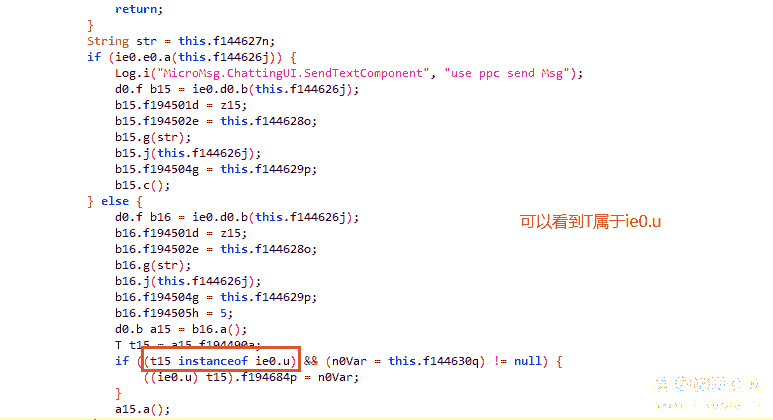 return;
}
String str = this.f144627n;
if (ie0.e0.a(this.f144626j)) {
Log.i("MicroMsg.ChattingUI.SendTextComponent", "use ppc send Msg");
d0.f b15 = ie0.d0.b(this.f144626j);
b15.f194501d = z15;
b15.f194502e = this.f144628o;
b15.g(str);
b15.j(this.f144626j);
b15.f194504g = this.f144629p;
b15.c();
} else {
d0.f b16 = ie0.d0.b(this.f144626j);
b16.f194501d = z15;
b16.f194502e = this.f144628o;
可以看到T属于ie0.u
b16.g(str);
b16.j(this.f144626j);
b16.f194504g = this.f144629p;
b16.f194505h = 5;
d0.b a15 = b16.a();
T t15 = a15.f194490a;
if ((t15 instanceof ie0.u) && (n0Var = this.f144630q) != null) {
((ie0.u) t15).f194684p = n0Var;
}
a15.a();